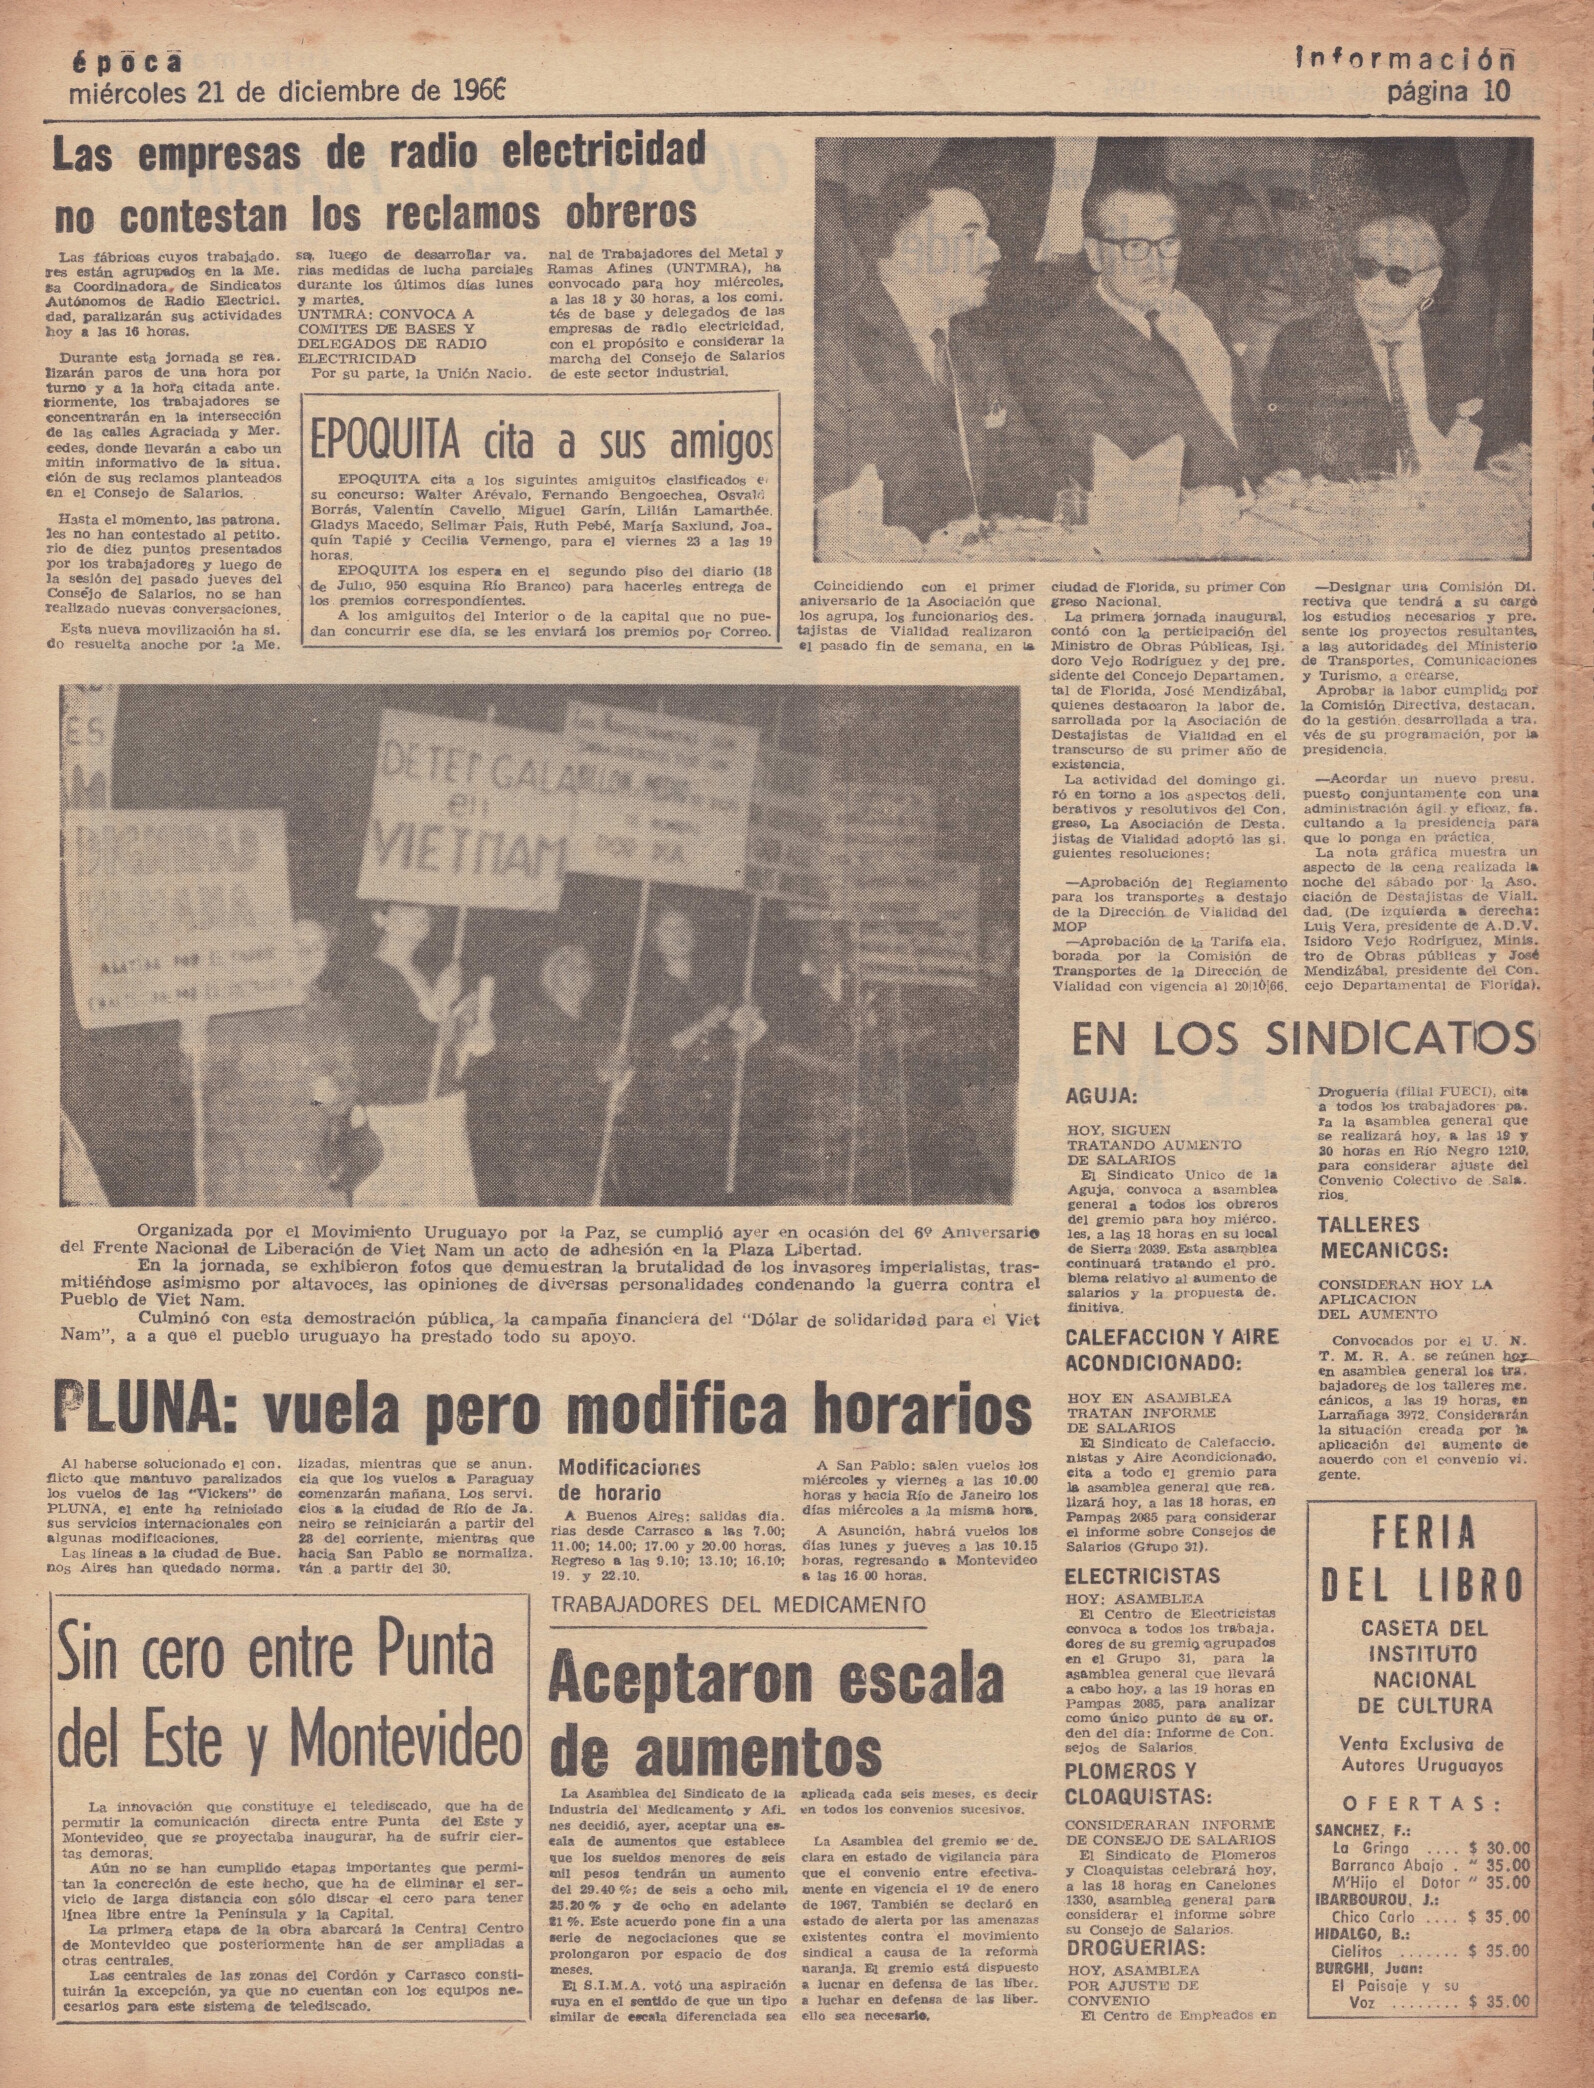 época
miércoles 21 de diciembre de 1966
Información
página 10
Las empresas de radio electricidad
no contestan los reclamos obreros
Las fábricas cuyos trabajado.
res están agrupados en la Me.
sa Coordinadora de Sindicatos
Autónomos de Radio Electrici.
dad, paralizarán sus actividades
hoy a las 16 horas.
Durante esta jornada se rea.
lizarán paros de una hora por
turno y a la hora citada ante.
riormente, los trabajadores se
concentrarán en la intersección
de las calles Agraciada y Mer.
cedes, donde llevarán a cabo un
mitin informativo de la situa.
ción de sus reclamos planteados
en el Consejo de Salarios.
Hasta el momento, las patrona.
les no han contestado al petito.
rio de diez puntos presentados
por los trabajadores y luego de
la sesión del pasado jueves del
Consejo de Salarios, no se han
realizado nuevas conversaciones.
Esta nueva movilización ha si.
do resuelta anoche por la Me.
sa, luego de desarrollar va.
rias medidas de lucha parciales
durante los últimos días lunes
y martes.
UNTMRA: CONVOCA A
COMITES DE BASES Y
DELEGADOS DE RADIO
ELECTRICIDAD
Por su parte, la Unión Nacio.
nal de Trabajadores del Metal y
Ramas Afines (UNTMRA), ha
convocado para hoy miércoles,
a las 18 y 30 horas, a los comi.
tés de base y delegados de las
empresas de radio electricidad,
con el propósito e considerar la
marcha del Consejo de Salarios
de este sector industrial.
EPOQUITA cita a sus amigos
EPOQUITA cita a los siguintes amiguitos clasificados e
su concurso: Walter Arévalo, Fernando Bengoechea, Osvald
Borrás, Valentín Cavello, Miguel Garín, Lilián Lamarthée,
Gladys Macedo, Selimar Pais, Ruth Pebé, María Saxlund, Joa.
quín Tapié y Cecilia Vernengo, para el viernes 23 a las 19
horas.
EPOQUITA los espera en el segundo piso del diario (18
de Julio, 950 esquina Río Branco) para hacerles entrega de
los premios correspondientes.
A los amiguitos del Interior o de la capital que no pue-
dan concurrir ese día, se les enviará los premios por Correo.
Coincidiendo con el primer
aniversario de la Asociación que
los agrupa, los funcionarios des.
tajistas de Vialidad realizaron
el pasado fin de semana, en la
ciudad de Florida, su primer Con
greso Nacional.
La primera jornada inaugural,
contó con la perticipación del
Ministro de Obras Públicas, Isi.
doro Vejo Rodríguez y del pre.
sidente del Concejo Departamen.
tal de Florida, José Mendizábal,
quienes destacaron la labor de.
sarrollada por la Asociación de
Destajistas de Vialidad en el
transcurso de su primer año de
existencia.
La actividad del domingo gi.
ró en torno a los aspectos deli.
berativos y resolutivos del Con.
greso. La Asociación de Desta.
jistas de Vialidad adoptó las si.
guientes resoluciones:
—Aprobación del Reglamento
para los transportes a destajo
de la Dirección de Vialidad del
MOP
—Aprobación de la Tarifa ela.
borada por la Comisión de
Transportes de la Dirección de
Vialidad con vigencia al 20|10|66.
—Designar una Comisión Di.
rectiva que tendrá a su cargo
los estudios necesarios y pre.
sente los proyectos resultantes,
a las autoridades del Ministerio
de Transportes, Comunicaciones
y Turismo, a crearse.
Aprobar la labor cumplida por
la Comisión Directiva, destacan.
do la gestión desarrollada a tra.
vés de su programación, por la
presidencia.
—Acordar un nuevo presu.
puesto conjuntamente con una
administración ágil y eficaz, fa.
cultando a la presidencia para
que lo ponga en práctica.
La nota gráfica muestra un
aspecto de la cena realizada la
noche del sábado por la Aso.
ciación de Destajistas de Viali.
dad. (De izquierda a derecha:
Luis Vera, presidente de A.D.V.
Isidoro Vejo Rodríguez, Minis.
tro de Obras públicas y José
Mendizábal, presidente del Con.
cejo Departamental de Florida).
ES
DETEN GALA
en
VIETNAM
Organizada por el Movimiento Uruguayo por la Paz, se cumplió ayer en ocasión del 6º Aniversario
del Frente Nacional de Liberación de Viet Nam un acto de adhesión en la Plaza Libertad.
En la jornada, se exhibieron fotos que demuestran la brutalidad de los invasores imperialistas, tras-
mitiéndose asimismo por altavoces, las opiniones de diversas personalidades condenando la guerra contra el
Pueblo de Viet Nam.
Culminó con esta demostración pública, la campaña financiera del "Dólar de solidaridad para el Viet
Nam", a a que el pueblo uruguayo ha prestado todo su apoyo.
PLUNA: vuela pero modifica horarios
Al haberse solucionado el con.
flicto que mantuvo paralizados
los vuelos de las "Vickers" de
PLUNA, el ente ha reiniciado
sus servicios internacionales con
algunas modificaciones.
Las líneas a la ciudad de Bue.
nos Aires han quedado norma.
lizadas, mientras que se anun.
cia que los vuelos a Paraguay
comenzarán mañana. Los servi.
cios a la ciudad de Río de Ja.
neiro se reiniciarán a partir del
28 del corriente, mientras que
hacia San Pablo se normaliza.
rán a partir del 30.
Modificaciones
de horario
A Buenos Aires: salidas dia.
rias desde Carrasco a las 7.00;
11.00; 14.00; 17.00 y 20.00 horas.
Regreso a las 9.10; 13.10; 16.10;
19. y 22.10.
A San Pablo: salen vuelos los
miércoles y viernes a las 10.00
horas y hacia Río de Janeiro los
días miércoles a la misma hora.
A Asunción, habrá vuelos los
días lunes y jueves a las 10.15
horas, regresando a Montevideo
a las 16 00 horas.
Sin cero entre Punta
del Este y Montevideo
La innovación que constituye el telediscado, que ha de
permitir la comunicación directa entre Punta del Este y
Montevideo, que se proyectaba inaugurar, ha de sufrir cier-
tas demoras.
Aún no se han cumplido etapas importantes que permi-
tan la concreción de este hecho, que ha de eliminar el ser-
vicio de larga distancia con sólo discar el cero para tener
línea libre entre la Península y la Capital.
La primera etapa de la obra abarcará la Central Centro
de Montevideo que posteriormente han de ser ampliadas a
otras centrales.
Las centrales de las zonas del Cordón y Carrasco consti-
tuirán la excepción, ya que no cuentan con los equipos ne-
cesarios para este sistema de telediscado.
TRABAJADORES DEL MEDICAMENTO
Aceptaron escala
de aumentos
La Asamblea del Sindicato de la
Industria del Medicamento y Afi.
nes decidió, ayer, aceptar una es-
cala de aumentos que establece
que los sueldos menores de seis
mil pesos tendrán un aumento
del 29.40 %; de seis a ocho mil,
25.20 % y de ocho en adelante
21 %. Este acuerdo pone fin a una
serie de negociaciones que se
prolongaron por espacio de dos
meses.
El S.I.M.A. votó una aspiración
suya en el sentido de que un tipo
similar de escala diferenciada sea
aplicada cada seis meses, es decir
en todos los convenios sucesivos.
La Asamblea del gremio se de.
clara en estado de vigilancia para
que el convenio entre efectiva-
mente en vigencia el 1º de enero
de 1967. También se declaró en
estado de alerta por las amenazas
existentes contra el movimiento
sindical a causa de la reforma
naranja. El gremio está dispuesto
a lucnar en defensa de las liber.
a luchar en defensa de las liber.
ello sea necesario.
EN LOS SINDICATOS
AGUJA:
HOY, SIGUEN
TRATANDO AUMENTO
DE SALARIOS
El Sindicato Unico de la
Aguja, convoca a asamblea
general a todos los obreros
del gremio para hoy miérco.
les, a las 18 horas en su local
de Sierra 2039. Esta asamblea
continuará tratando el pro.
blema relativo al aumento de
salarios y la propuesta de.
finitiva.
CALEFACCION Y AIRE
ACONDICIONADO:
HOY EN ASAMBLEA
TRATAN INFORME
DE SALARIOS
El Sindicato de Calefaccio.
nistas y Aire Acondicionado,
cita a todo el gremio para
la asamblea general que rea.
lizará hoy, a las 18 horas, en
Pampas 2085 para considerar
el informe sobre Consejos de
Salarios (Grupo 31).
ELECTRICISTAS
HOY: ASAMBLEA
El Centro de Electricistas
convoca a todos los trabaja.
dores de su gremio agrupados
en el Grupo 31, para la
asamblea general que llevará
a cabo hoy, a las 19 horas en
Pampas 2085, para analizar
como único punto de su or.
den del día: Informe de Con.
sejos de Salarios.
PLOMEROS Y
CLOAQUISTAS:
CONSIDERARAN INFORME
DE CONSEJO DE SALARIOS
El Sindicato de Plomeros
y Cloaquistas celebrará hoy,
a las 18 horas en Canelones
1330, asamblea general para
considerar el informe sobre
su Consejo de Salarios.
DROGUERIAS:
HOY, ASAMBLEA
POR AJUSTE DE
CONVENIO
El Centro de Empleados en
Droguería (filial FUECI), cita
a todos los trabajadores pa.
ra la asamblea general que
se realizará hoy, a las 19 y
30 horas en Río Negro 1210,
para considerar ajuste del
Convenio Colectivo de Sala.
rios.
TALLERES
MECANICOS:
CONSIDERAN HOY LA
APLICACION
DEL AUMENTO
Convocados por el U. N.
T. M. R. A. se reúnen hoy
en asamblea general los tra.
bajadores de los talleres me.
cánicos, a las 19 horas, en
Larrañaga 3972. Considerarán
la situación creada por la
aplicación del aumento de
acuerdo con el convenio vi.
gente.
FERIA
DEL LIBRO
CASETA DEL
INSTITUTO
NACIONAL
DE CULTURA
Venta Exclusiva de
Autores Uruguayos
OFERTAS:
SANCHEZ, F.:
La Gringa .... $ 30.00
Barranca Abajo . " 35.00
M'Hijo el Dotor " 35.00
IBARBOUROU, J.:
Chico Carlo .... $ 35.00
HIDALGO, B.:
Cielitos ....... $ 35.00
BURGHI, Juan:
El Paisaje y su
Voz ........ $ 35.00